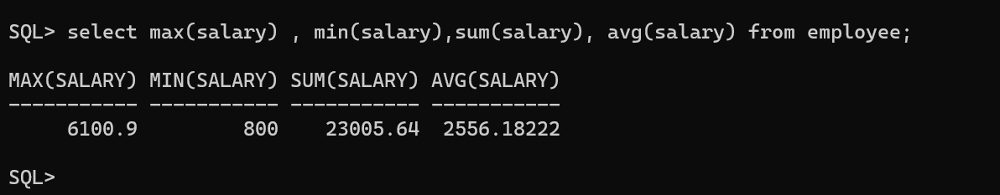 SQL> select max(salary) , min(salary),sum(salary), avg(salary) from employee;
MAX(SALARY) MIN(SALARY) SUM(SALARY) AVG(SALARY)
----------- ----------- ----------- -----------
     6100.9         800    23005.64  2556.18222
SQL>